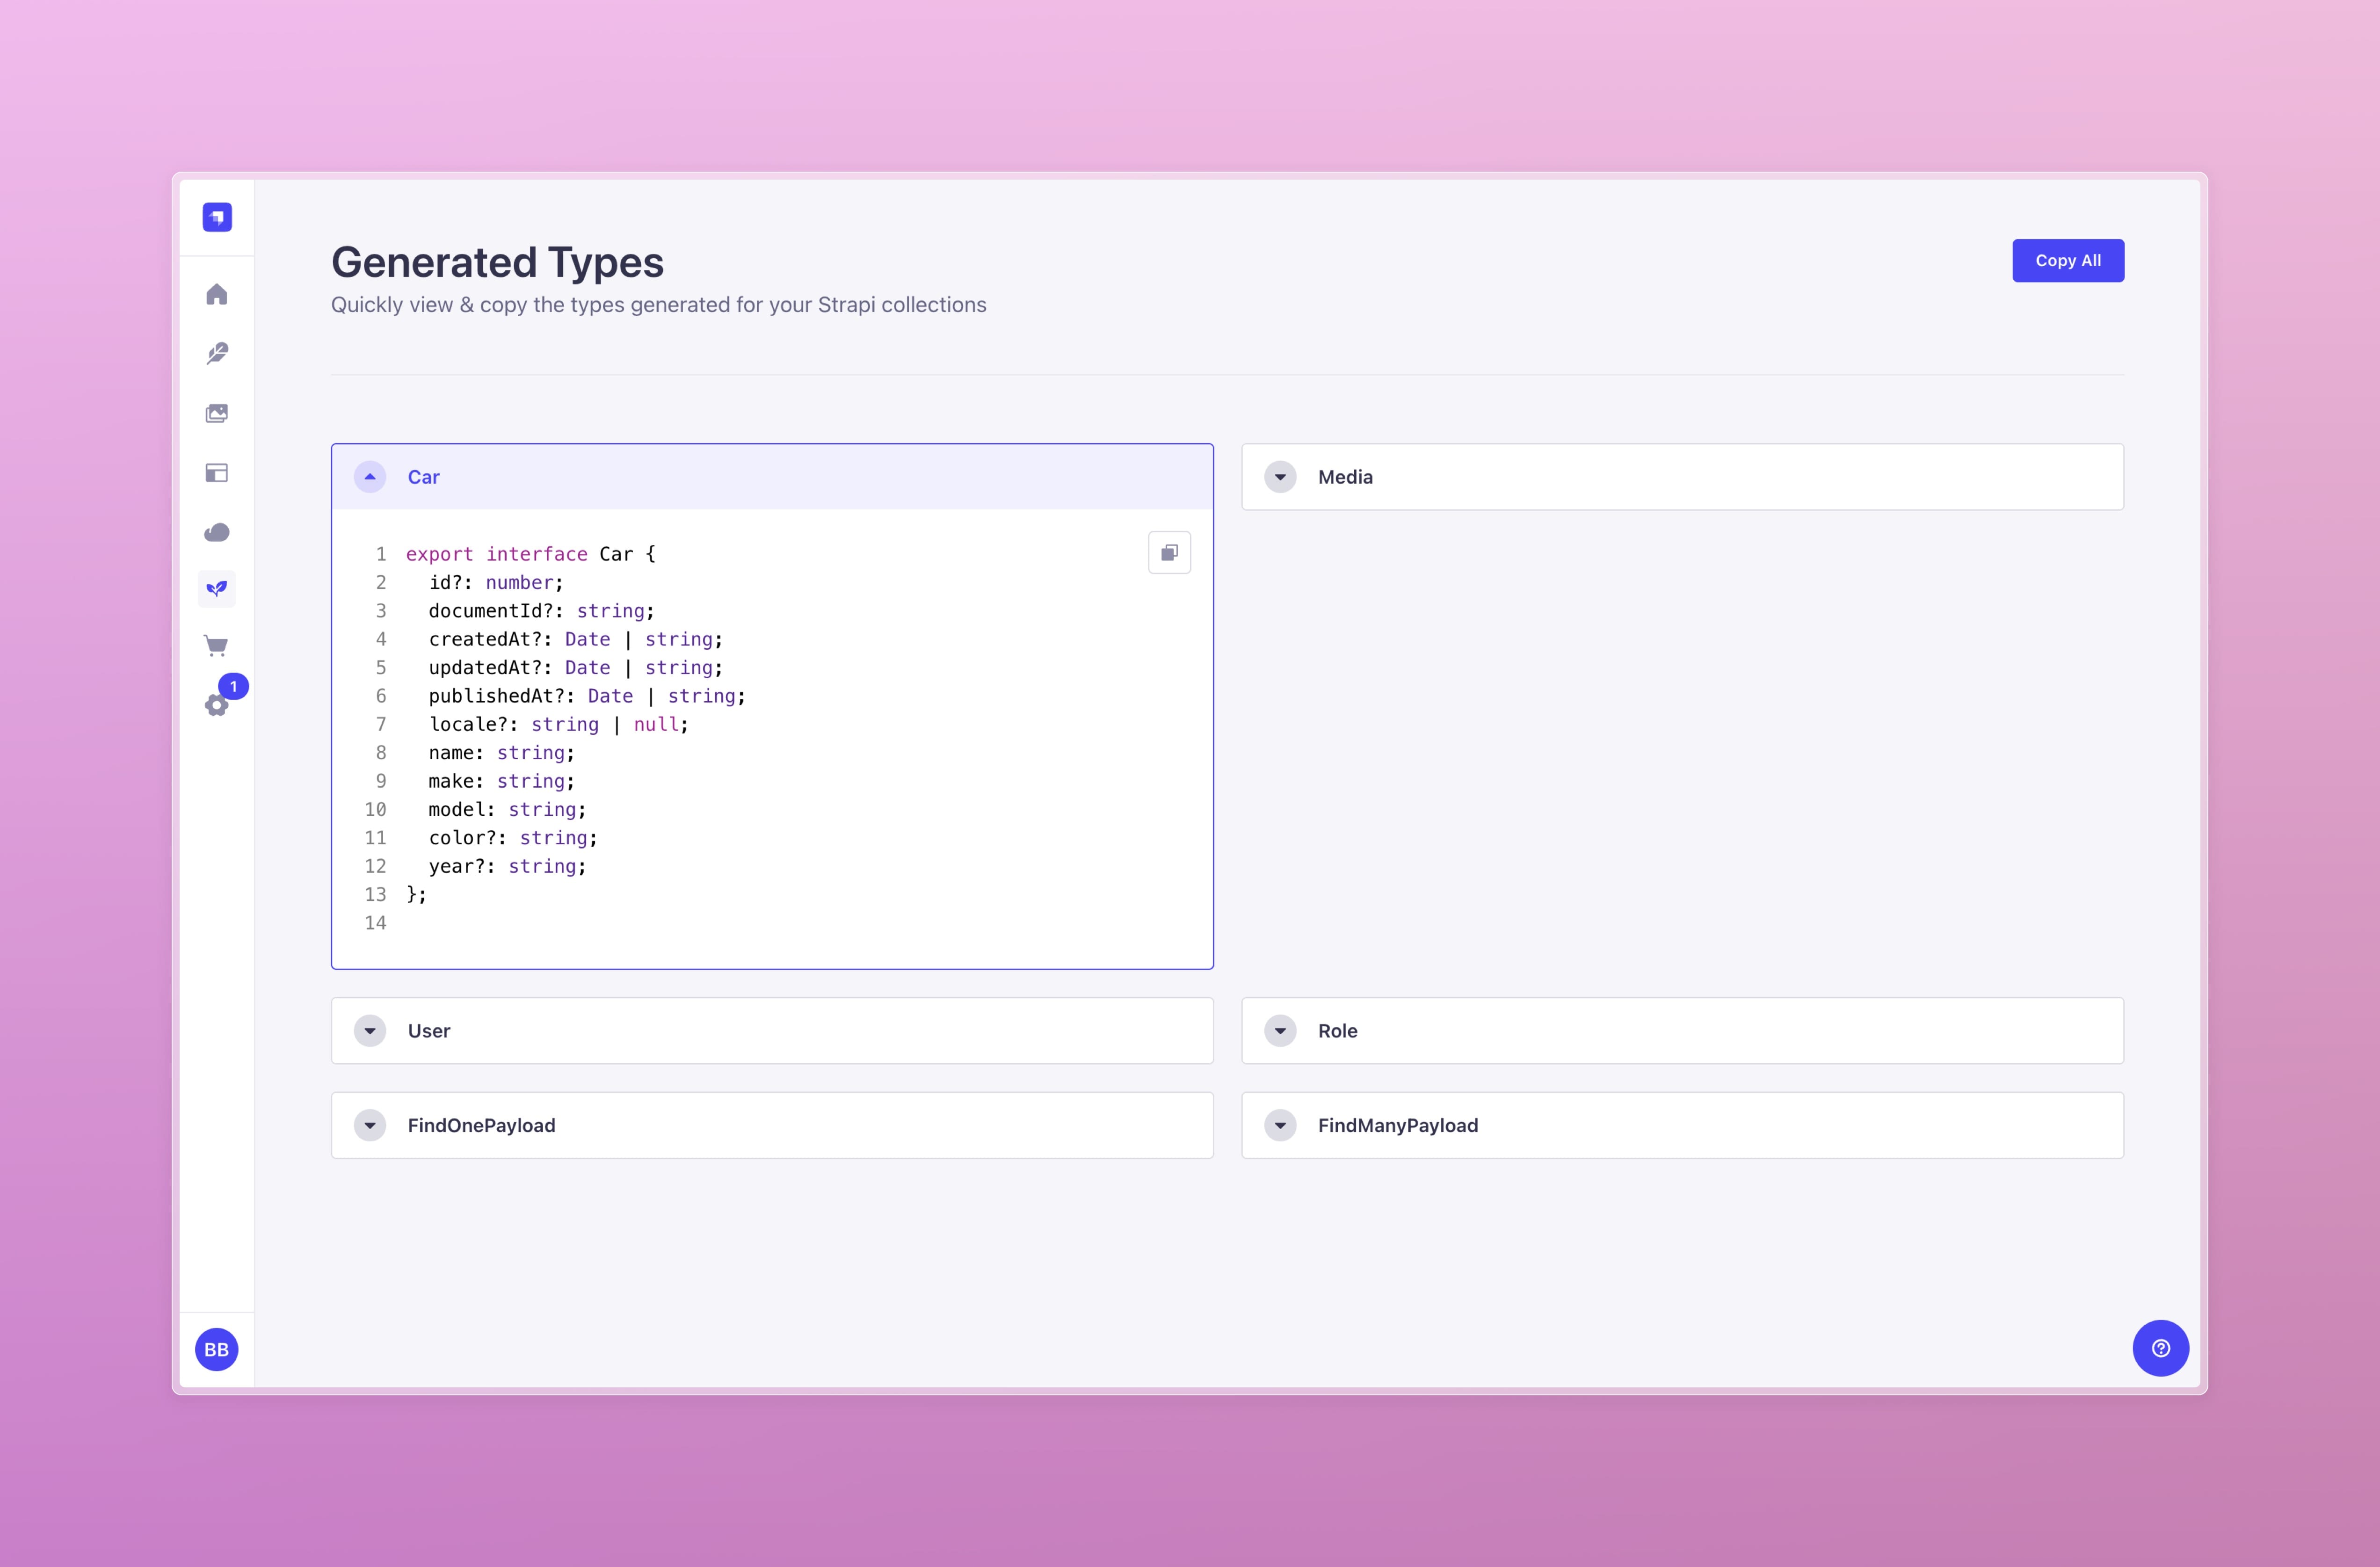 Generated Types
Quickly view & copy the types generated for your Strapi collections
Copy All
Car
Media
1 export interface Car {
2   id?: number;
3   documentId?: string;
4   createdAt?: Date | string;
5   updatedAt?: Date | string;
6   publishedAt?: Date | string;
7   locale?: string | null;
8   name: string;
9   make: string;
10   model: string;
11   color?: string;
12   year?: string;
13 };
14
1
User
Role
FindOnePayload
FindManyPayload
BB